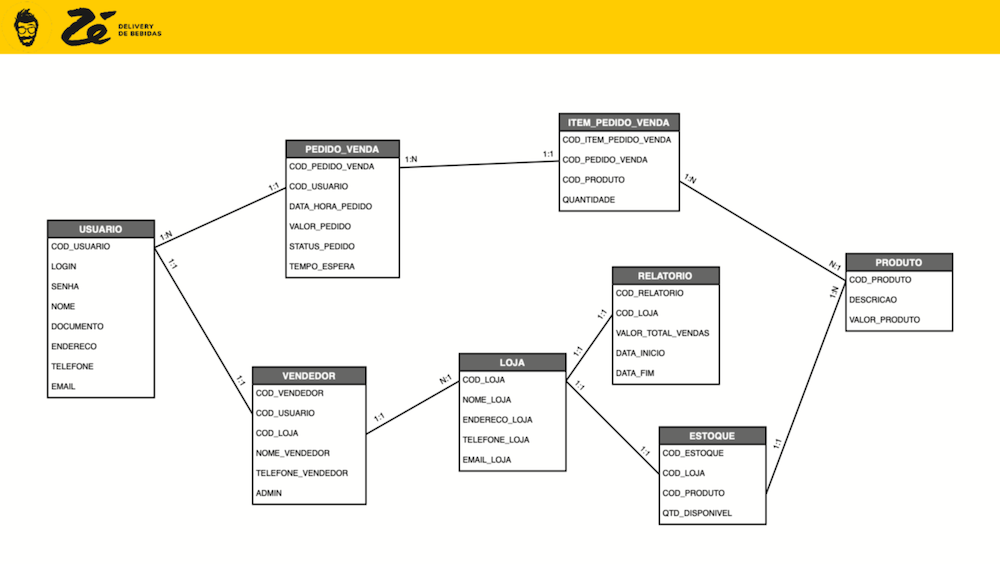 Zé DELIVERY
DE BEBIDAS
ITEM_PEDIDO_VENDA
COD_ITEM_PEDIDO_VENDA
COD_PEDIDO_VENDA
COD_PRODUTO
QUANTIDADE
PEDIDO_VENDA
COD_PEDIDO_VENDA
COD_USUARIO
DATA_HORA_PEDIDO
VALOR_PEDIDO
STATUS_PEDIDO
TEMPO_ESPERA
1:N
1:1
1:1
1:N
1:N
N:1
USUARIO
COD_USUARIO
LOGIN
SENHA
NOME
DOCUMENTO
ENDERECO
TELEFONE
EMAIL
1:1
1:1
PRODUTO
COD_PRODUTO
DESCRICAO
VALOR_PRODUTO
1:N
1:1
RELATORIO
COD_RELATORIO
COD_LOJA
VALOR_TOTAL_VENDAS
DATA_INICIO
DATA_FIM
1:1
1:1
LOJA
COD_LOJA
NOME_LOJA
ENDERECO_LOJA
TELEFONE_LOJA
EMAIL_LOJA
N:1
1:1
1:1
1:1
VENDEDOR
COD_VENDEDOR
COD_USUARIO
COD_LOJA
NOME_VENDEDOR
TELEFONE_VENDEDOR
ADMIN
ESTOQUE
COD_ESTOQUE
COD_LOJA
COD_PRODUTO
QTD_DISPONIVEL